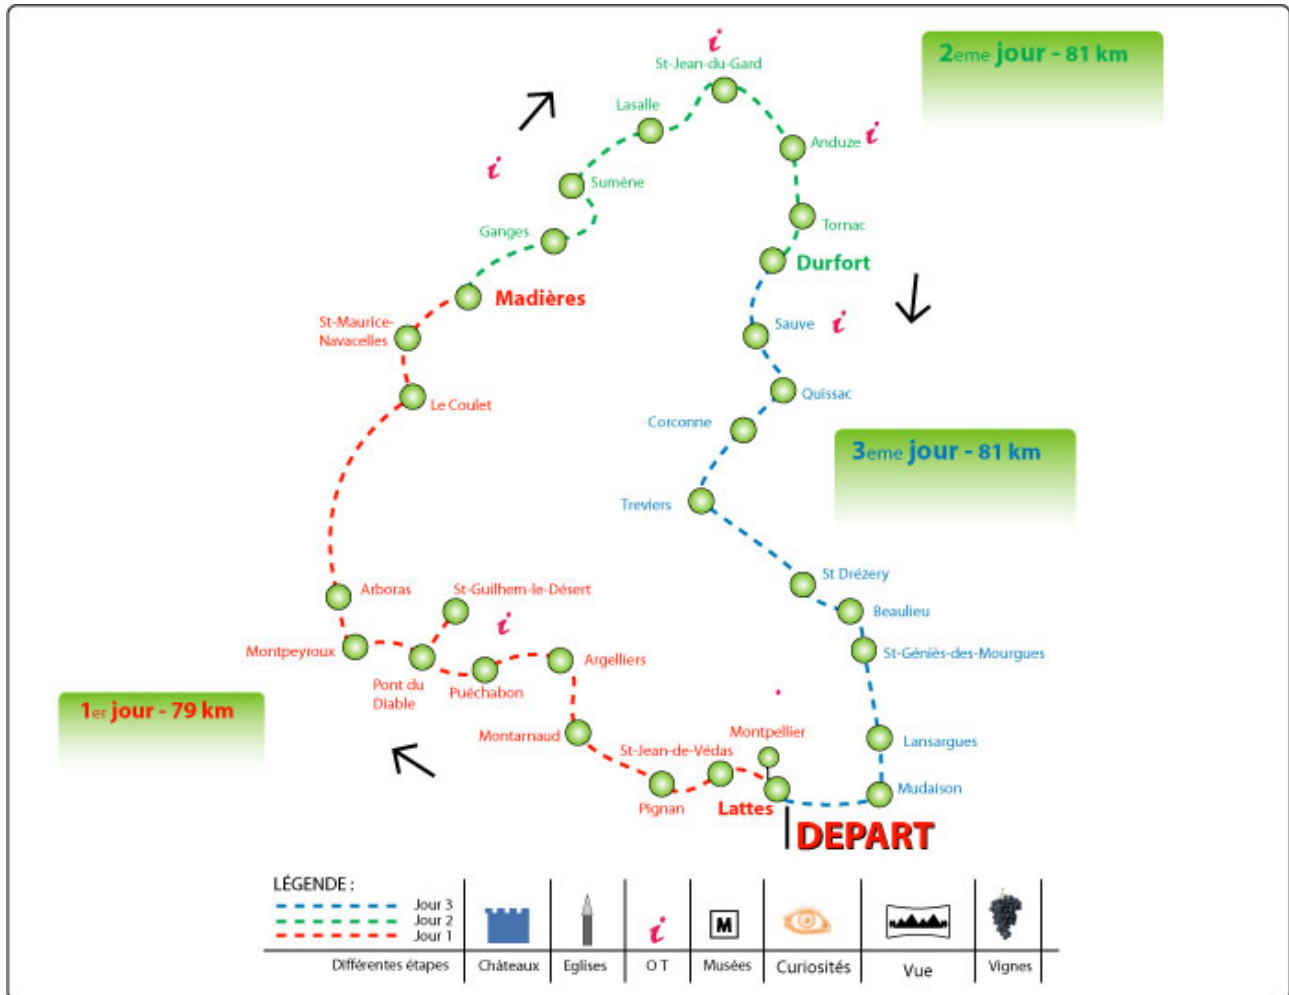 2eme jour - 81 km
St-Jean-du-Gard
Lasalle
Anduze
Sumène
Tornac
Ganges
Durfort
Madières
St-Maurice-
Navacelles
Sauve
Le Coulet
Quissac
Corconne
3eme jour - 81 km
Treviers
St Drézery
Arboras
St-Guilhem-le-Désert
Beaulieu
Montpeyroux
Argelliers
St-Géniès-des-Mourgues
Pont du
Diable
Puéchabon
1er jour - 79 km
Montarnaud
St-Jean-de-Védas
Montpellier
Lansargues
Pignan
Lattes
Mudaison
DEPART
LÉGENDE :
Jour 3
Jour 2
Jour 1
M
Différentes étapes
Châteaux
Eglises
O T
Musées
Curiosités
Vue
Vignes